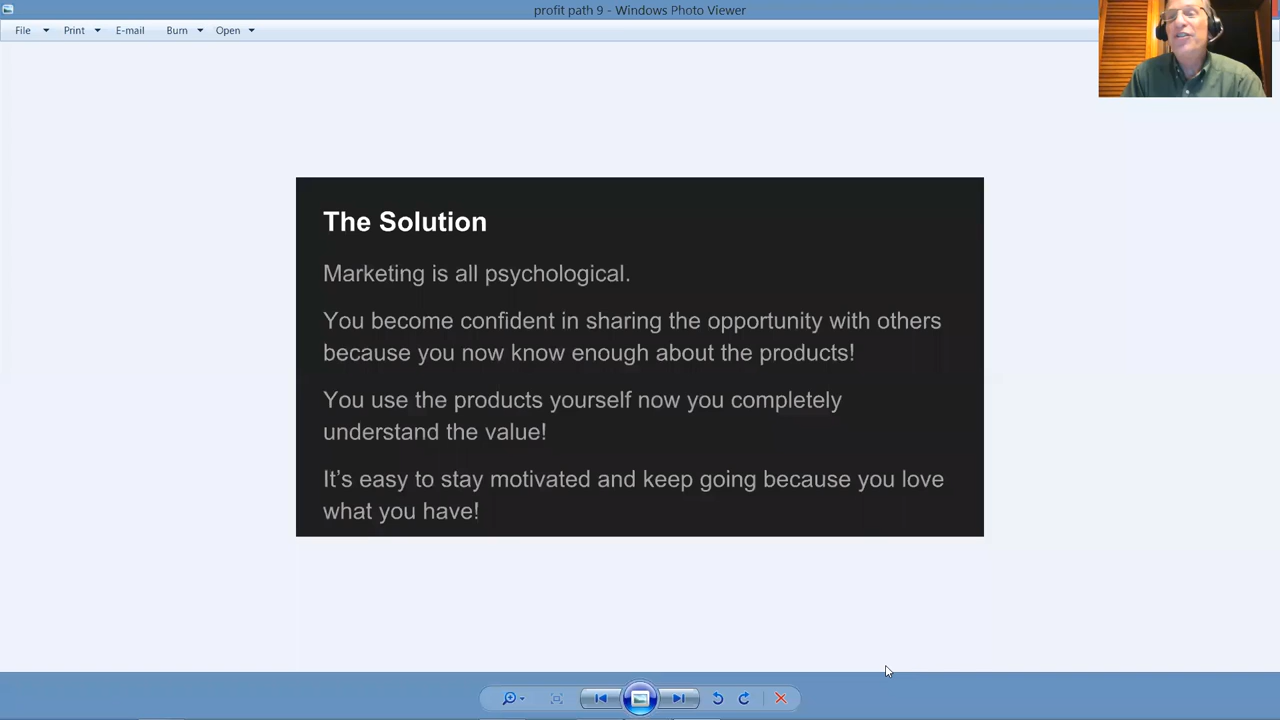 profit path 9 - Windows Photo Viewer
File Print E-mail Burn Open
The Solution
Marketing is all psychological.
You become confident in sharing the opportunity with others
because you now know enough about the products!
You use the products yourself now you completely
understand the value!
It’s easy to stay motivated and keep going because you love
what you have!